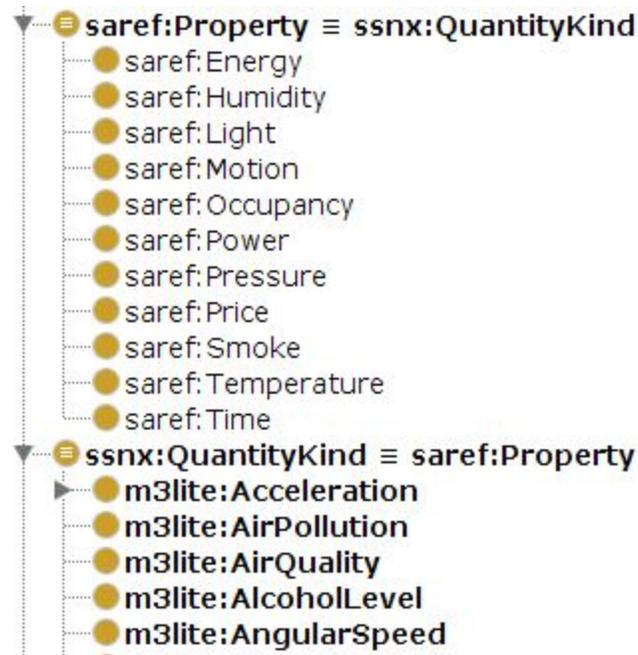 saref:Property ≡ ssnx:QuantityKind
saref:Energy
saref:Humidity
saref:Light
saref:Motion
saref:Occupancy
saref:Power
saref:Pressure
saref:Price
saref:Smoke
saref:Temperature
saref:Time
ssnx:QuantityKind ≡ saref:Property
m3lite:Acceleration
m3lite:AirPollution
m3lite:AirQuality
m3lite:AlcoholLevel
m3lite:AngularSpeed